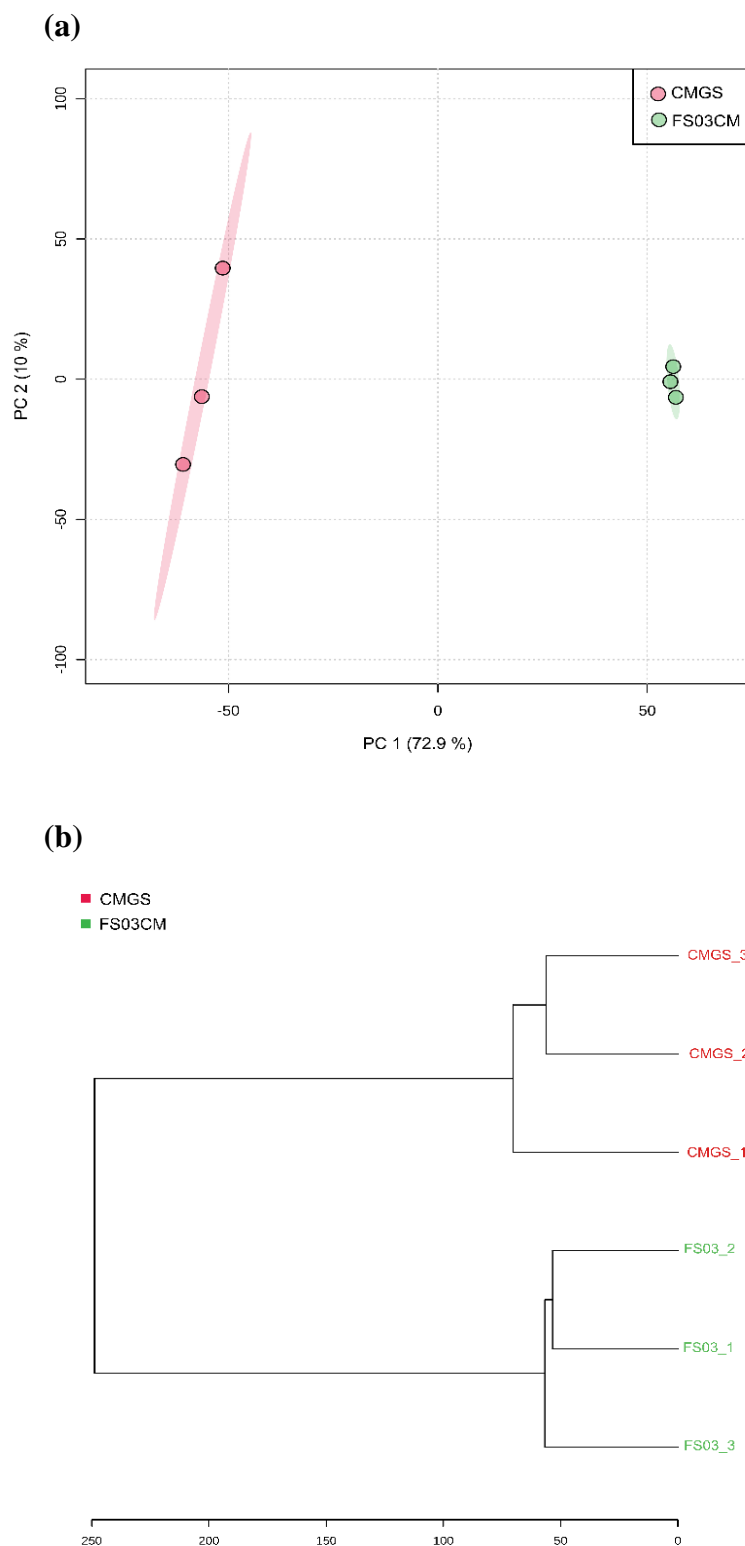 (a)
CMGS
FS03CM
100
50
0
-50
-100
PC 2 (10 %)
-50 0 50
PC 1 (72.9 %)
(b)
CMGS
FS03CM
CMGS_3
CMGS_2
CMGS_1
FS03_2
FS03_1
FS03_3
250 200 150 100 50 0